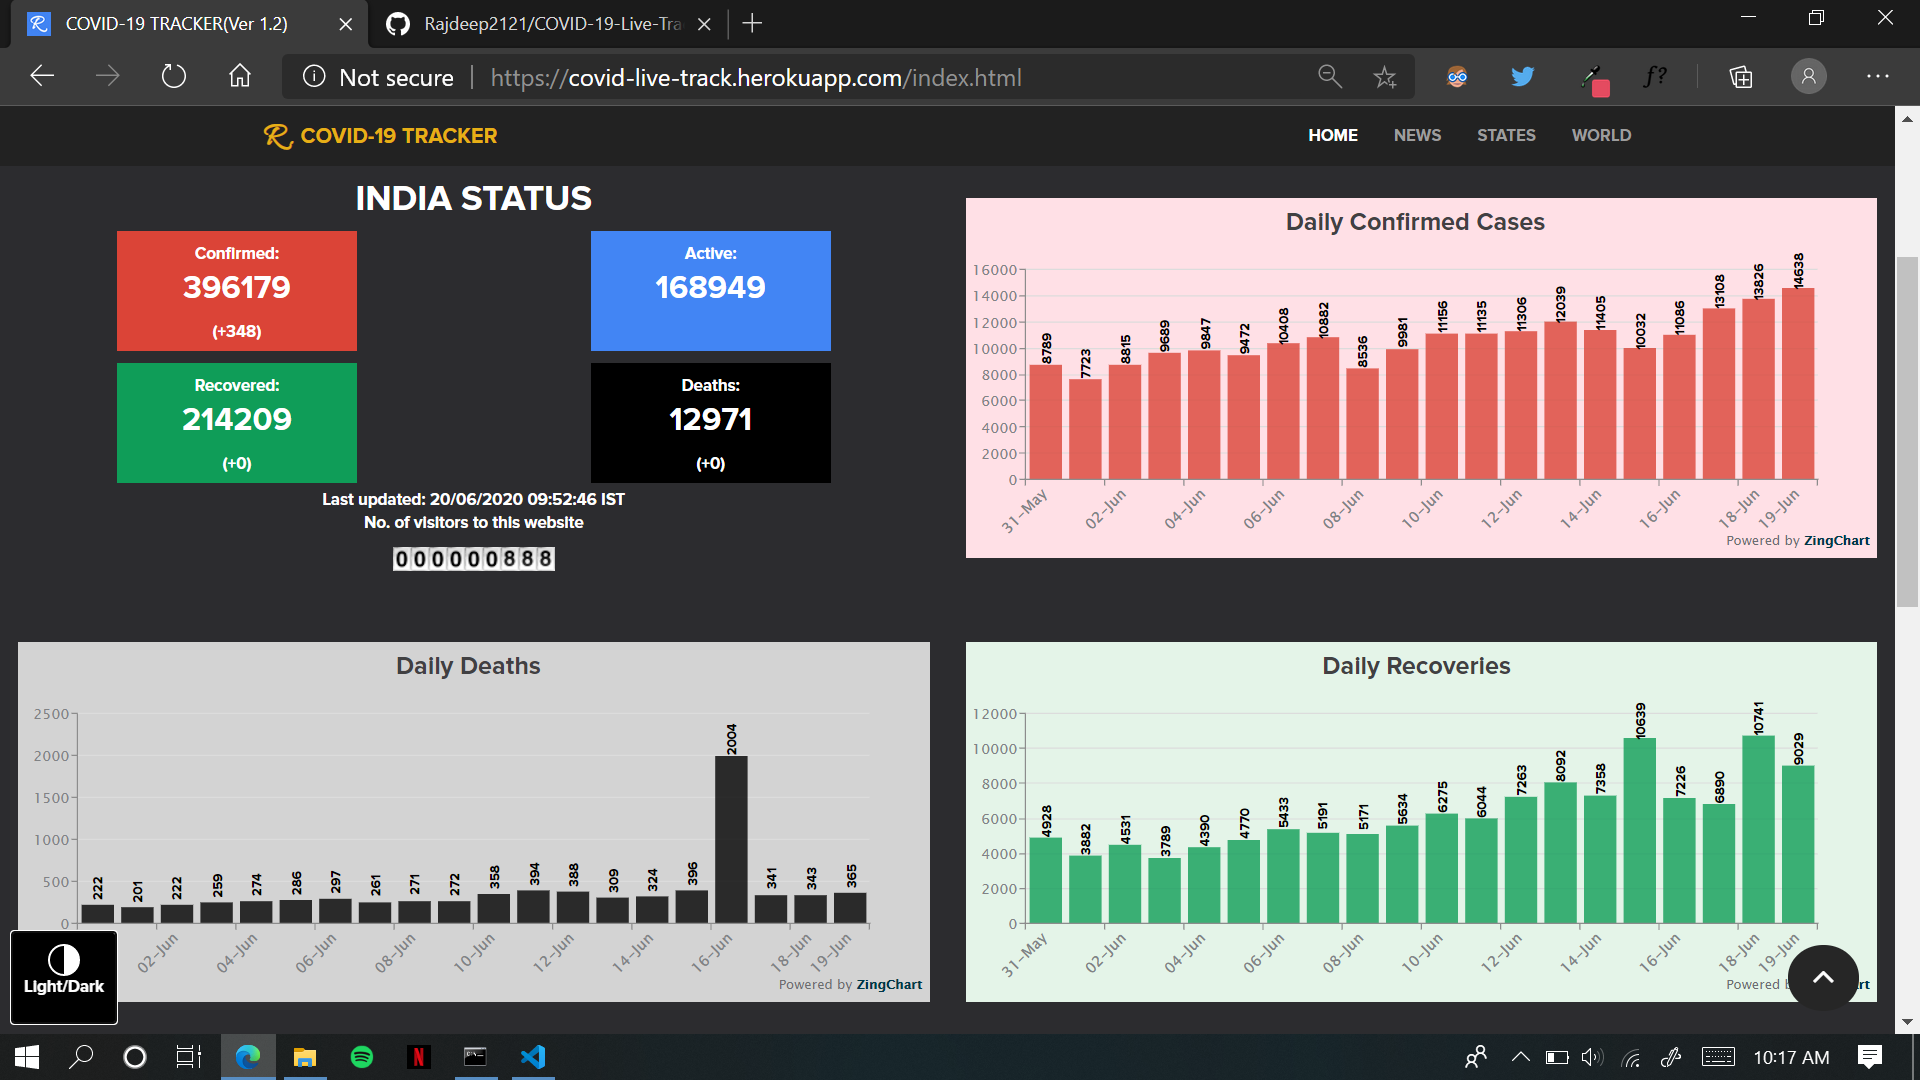 COVID-19 TRACKER(Ver 1.2)
Rajdeep2121/COVID-19-Live-Tra
Not secure
https://covid-live-track.herokuapp.com/index.html
f?
COVID-19 TRACKER
HOME NEWS STATES WORLD
INDIA STATUS
Confirmed:
396179
(+348)
Active:
168949
Recovered:
214209
(+0)
Deaths:
12971
(+0)
Last updated: 20/06/2020 09:52:46 IST
No. of visitors to this website
000000888
Daily Confirmed Cases
16000
14000
12000
10000
8000
6000
4000
2000
0
8789 7723 8815 9689 9847 9472 10408 10882 8536 9981 11156 11135 11306 12039 11405 10032 11086 13108 13826 14638
31-May 02-Jun 04-Jun 06-Jun 08-Jun 10-Jun 12-Jun 14-Jun 16-Jun 18-Jun 19-Jun
Powered by ZingChart
Daily Deaths
2500
2000
1500
1000
500
0
222 201 222 259 274 286 297 261 271 272 358 394 388 309 324 396 2004 341 343 365
02-Jun 04-Jun 06-Jun 08-Jun 10-Jun 12-Jun 14-Jun 16-Jun 18-Jun 19-Jun
Powered by ZingChart
Light/Dark
Daily Recoveries
12000
10000
8000
6000
4000
2000
0
4928 3882 4531 3789 4390 4770 5433 5191 5171 5634 6275 6044 7263 8092 7358 10639 7226 6890 10741 9029
31-May 02-Jun 04-Jun 06-Jun 08-Jun 10-Jun 12-Jun 14-Jun 16-Jun 18-Jun 19-Jun
Powered
10:17 AM